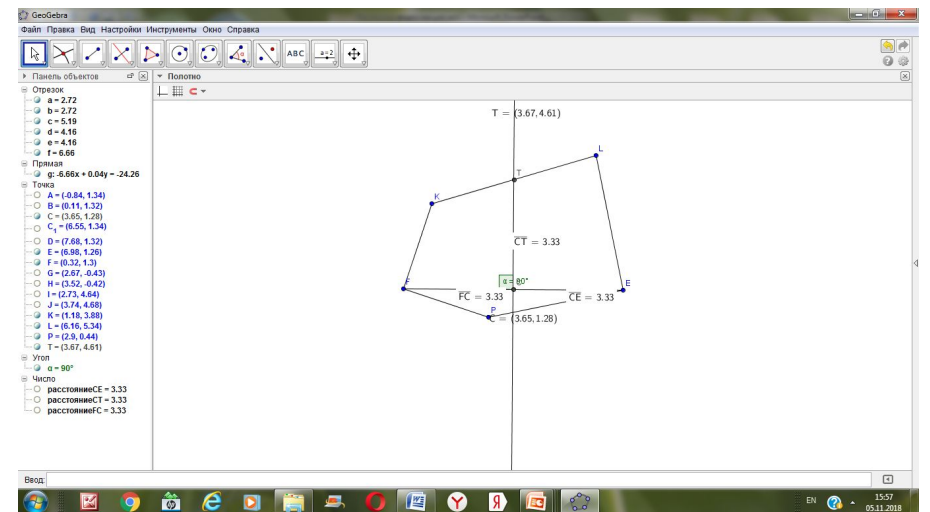 GeoGebra
Файл Правка Вид Настройки Инструменты Окно Справка
ABC
a=2
Панель объектов
Полотно
Отрезок
a = 2.72
b = 2.72
c = 5.19
d = 4.16
e = 4.16
f = 6.66
Прямая
g: -6.66x + 0.04y = -24.26
Точка
A = (-0.84, 1.34)
B = (0.11, 1.32)
C = (3.65, 1.28)
C₁ = (6.55, 1.34)
D = (7.68, 1.32)
E = (6.98, 1.26)
F = (0.32, 1.3)
G = (2.67, -0.43)
H = (3.52, -0.42)
I = (2.73, 4.64)
J = (3.74, 4.68)
K = (1.18, 3.88)
L = (6.16, 5.34)
P = (2.9, 0.44)
T = (3.67, 4.61)
Угол
α = 90°
Число
расстояниеCE = 3.33
расстояниеCT = 3.33
расстояниеFC = 3.33
T = (3.67, 4.61)
L
T
K
CT = 3.33
α = 90°
F
E
FC = 3.33
CE = 3.33
P
C = (3.65, 1.28)
Ввод:
EN
15:57
05.11.2018